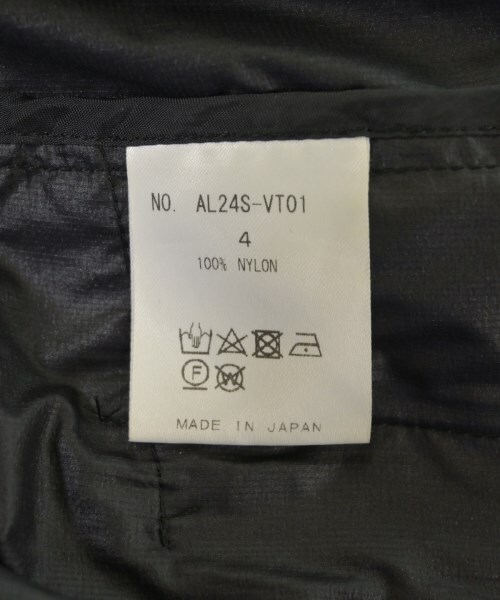 NO. AL24S-VT01
4
100% NYLON
F W
MADE IN JAPAN